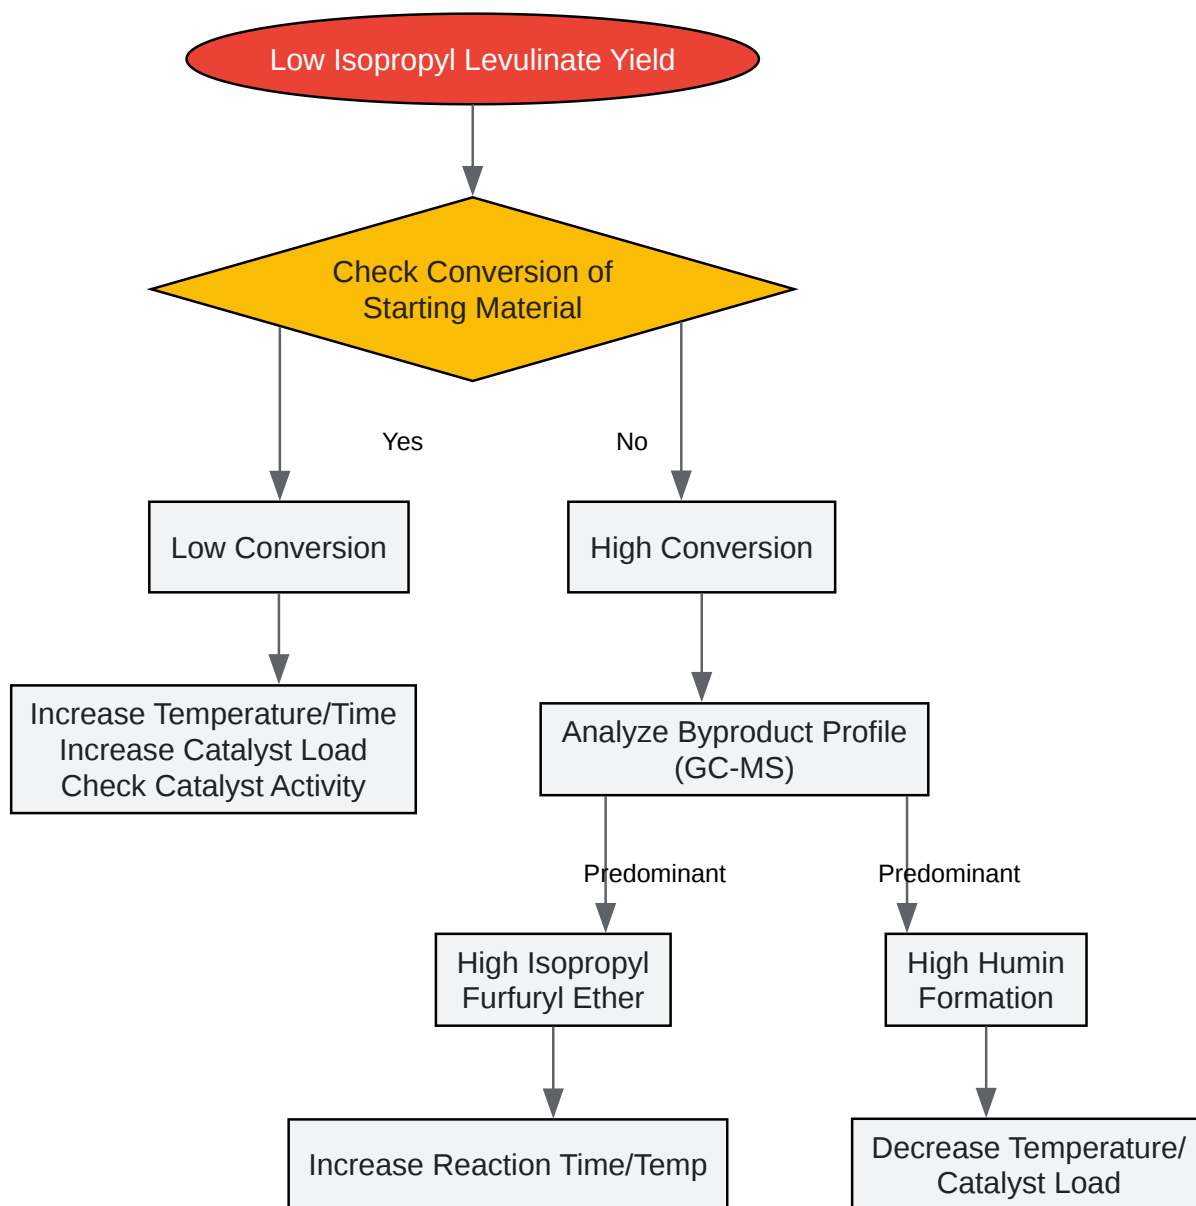 Low Isopropyl Levulinate Yield
Check Conversion of
Starting Material
Yes
No
Low Conversion
High Conversion
Increase Temperature/Time
Increase Catalyst Load
Check Catalyst Activity
Analyze Byproduct Profile
(GC-MS)
Predominant
Predominant
High Isopropyl
Furfuryl Ether
High Humin
Formation
Increase Reaction Time/Temp
Decrease Temperature/
Catalyst Load